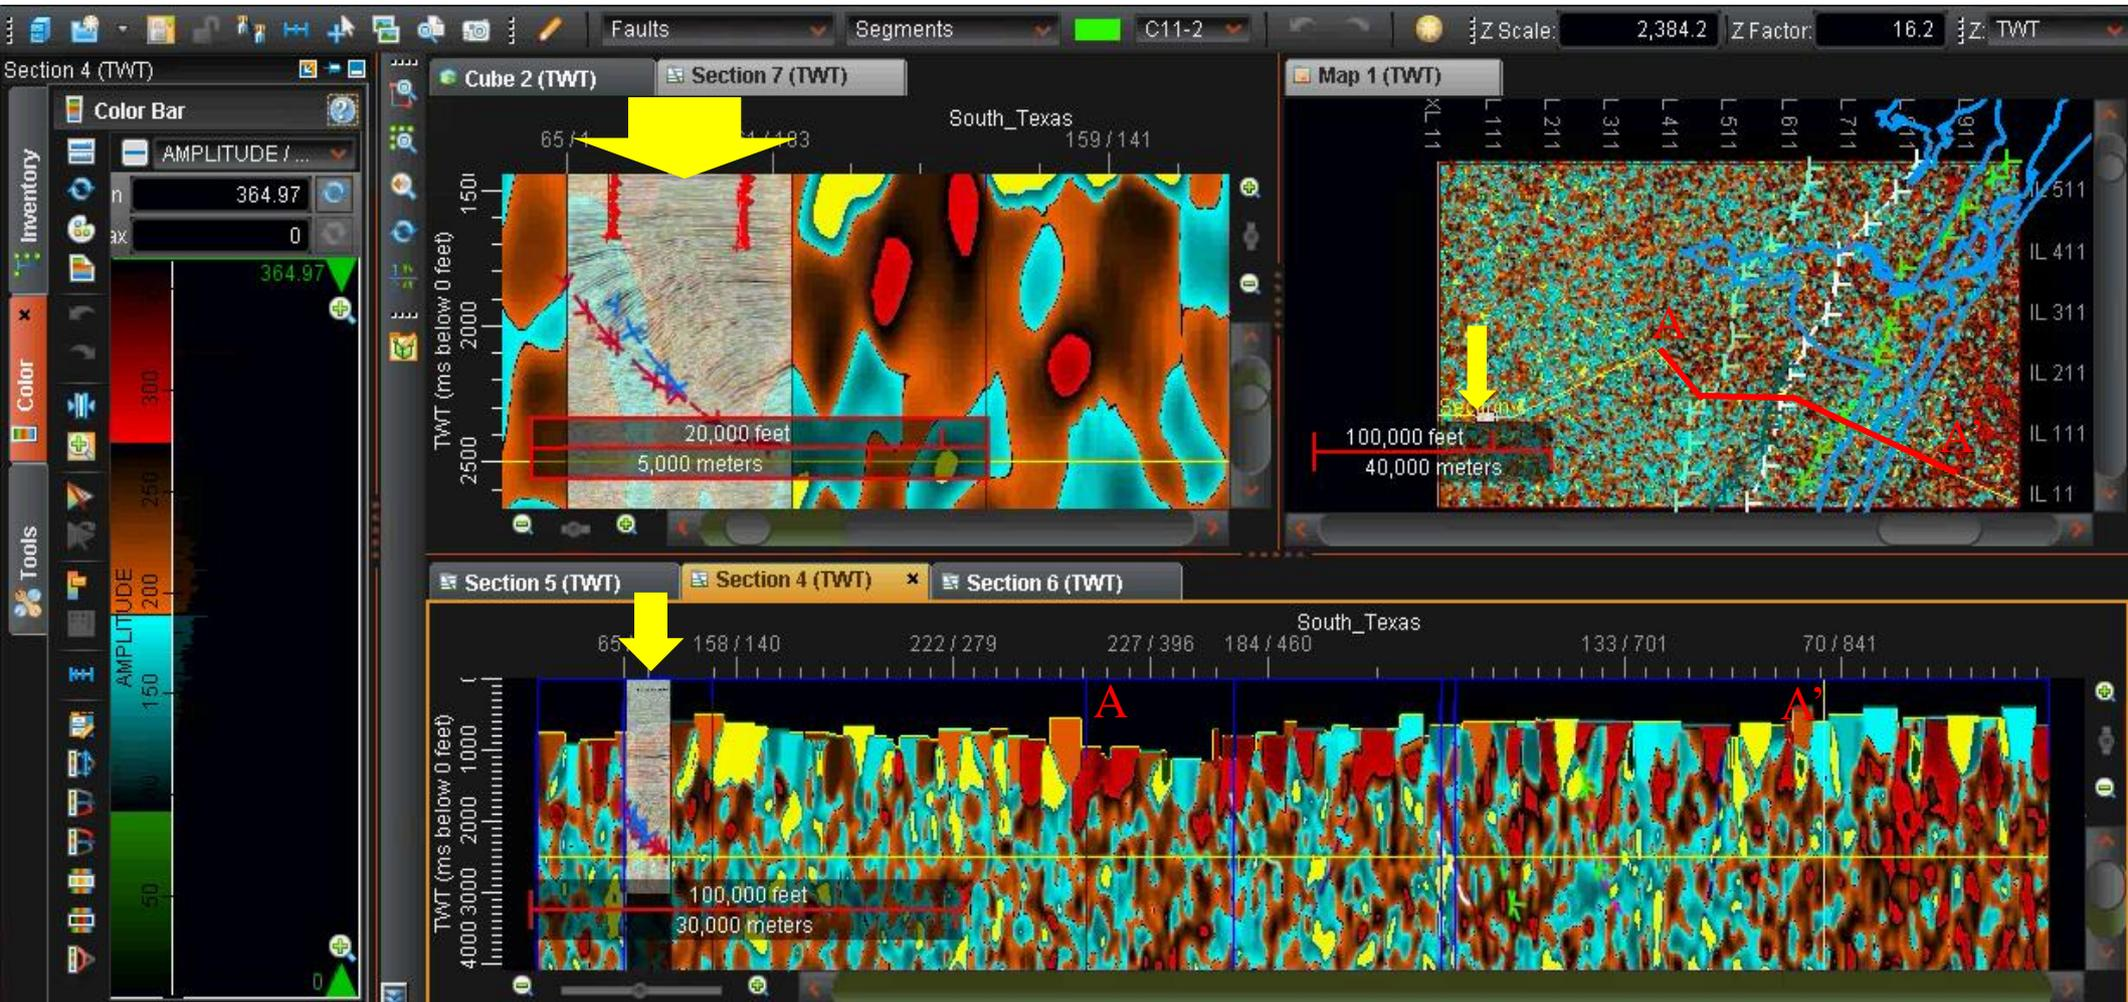 Faults
Segments
C11-2
Z Scale:
2,384.2
Z Factor:
16.2
Z:
TWT
Section 4 (TWT)
Inventory
Color
Tools
Color Bar
AMPLITUDE / ...
n
364.97
ax
0
364.97
300
250
200
150
50
0
AMPLITUDE
Cube 2 (TWT)
Section 7 (TWT)
South_Texas
159 / 141
TWT (ms below 0 feet)
2000
2500
20,000 feet
5,000 meters
Map 1 (TWT)
XL 11
L 111
L 211
L 311
L 411
L 511
L 611
L 711
L 911
IL 511
IL 411
IL 311
IL 211
IL 111
IL 11
A
A'
100,000 feet
40,000 meters
Section 5 (TWT)
Section 4 (TWT)
Section 6 (TWT)
South_Texas
158 / 140
222 / 279
227 / 396
184 / 460
133 / 701
70 / 841
TWT (ms below 0 feet)
1000
2000
3000
4000
A
A'
100,000 feet
30,000 meters